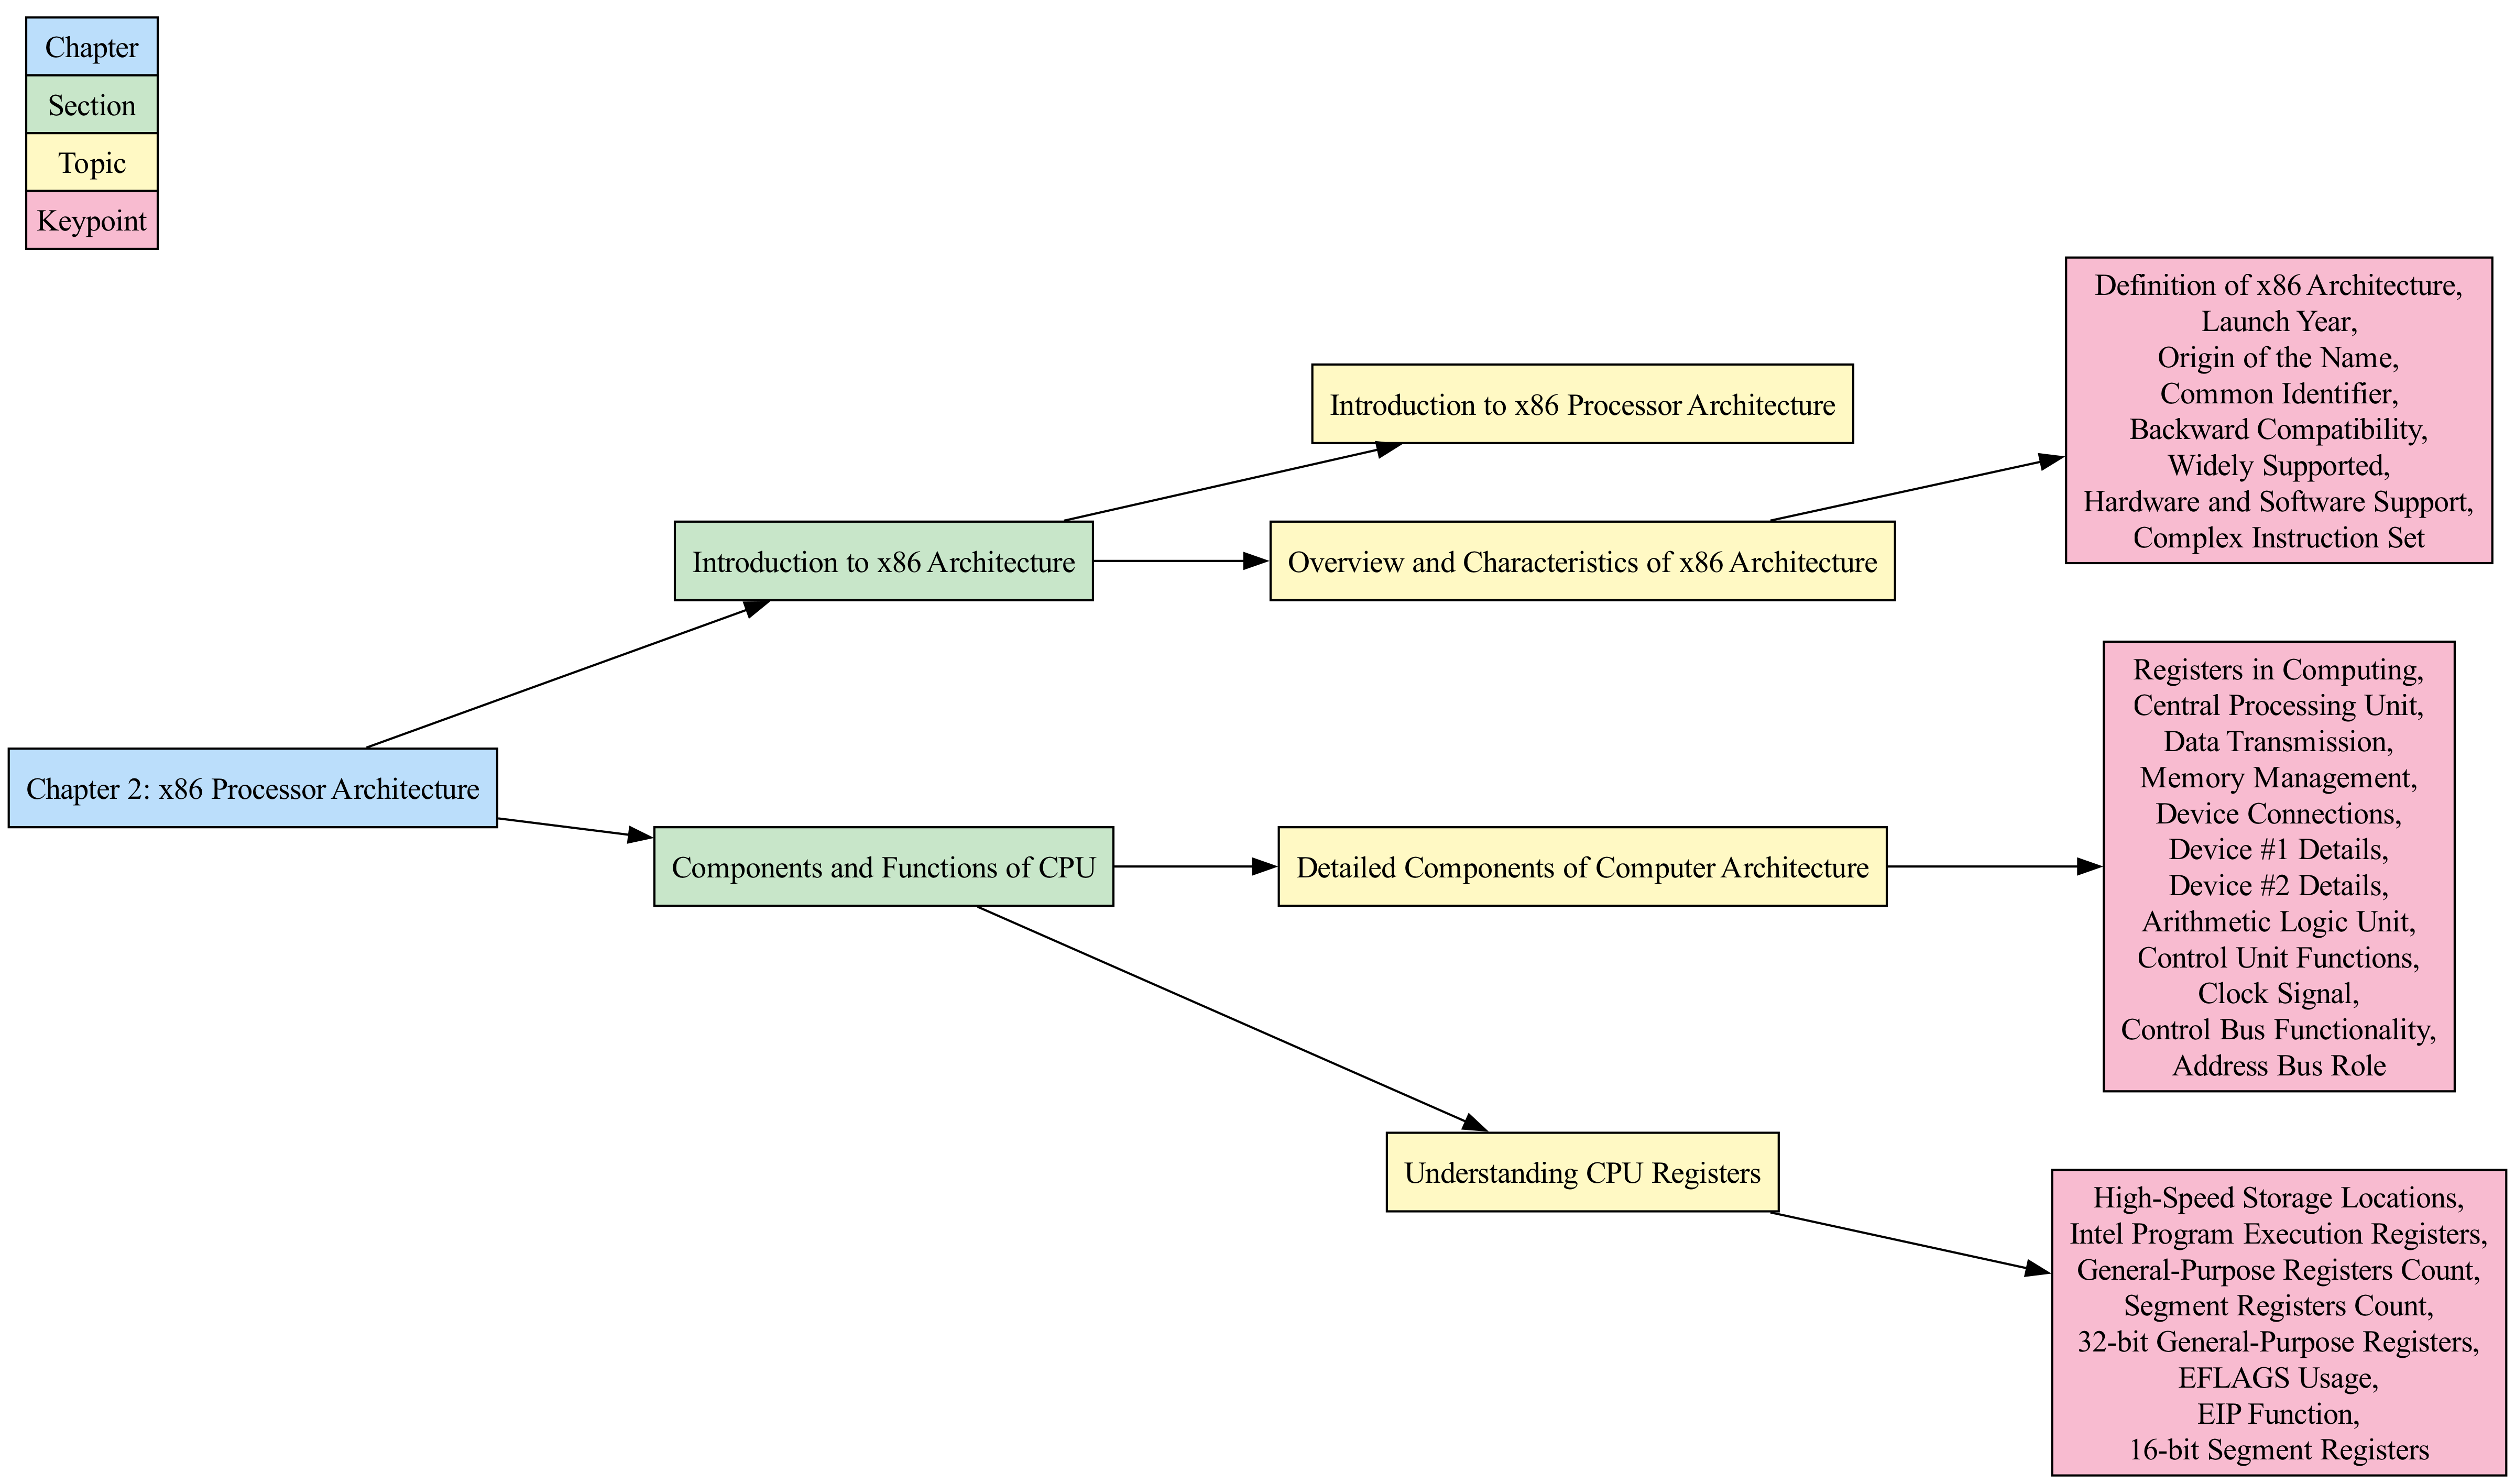 Chapter
Section
Topic
Keypoint
Definition of x86 Architecture,
Launch Year,
Origin of the Name,
Common Identifier,
Backward Compatibility,
Widely Supported,
Hardware and Software Support,
Complex Instruction Set
Introduction to x86 Processor Architecture
Introduction to x86 Architecture
Overview and Characteristics of x86 Architecture
Chapter 2: x86 Processor Architecture
Components and Functions of CPU
Detailed Components of Computer Architecture
Registers in Computing,
Central Processing Unit,
Data Transmission,
Memory Management,
Device Connections,
Device #1 Details,
Device #2 Details,
Arithmetic Logic Unit,
Control Unit Functions,
Clock Signal,
Control Bus Functionality,
Address Bus Role
Understanding CPU Registers
High-Speed Storage Locations,
Intel Program Execution Registers,
General-Purpose Registers Count,
Segment Registers Count,
32-bit General-Purpose Registers,
EFLAGS Usage,
EIP Function,
16-bit Segment Registers